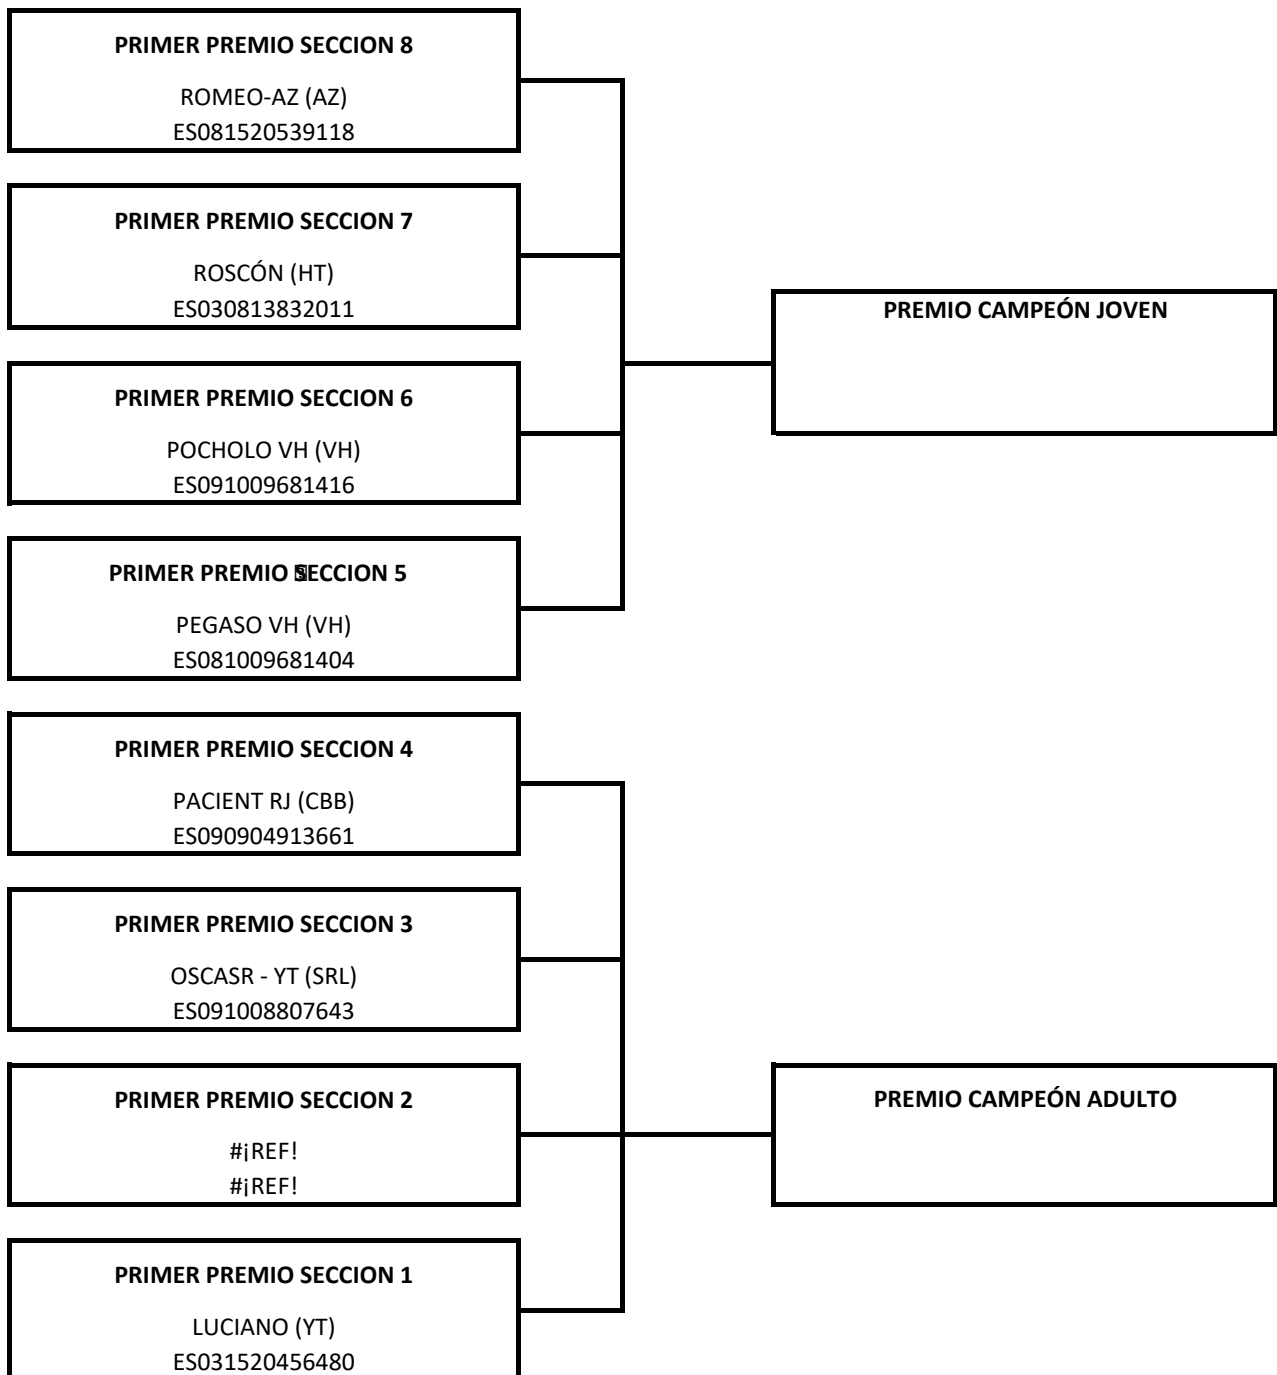 PRIMER PREMIO SECCION 8
ROMEO-AZ (AZ)
ES081520539118
PRIMER PREMIO SECCION 7
ROSCÓN (HT)
ES030813832011
PREMIO CAMPEÓN JOVEN
PRIMER PREMIO SECCION 6
POCHOLO VH (VH)
ES091009681416
PRIMER PREMIO SECCION 5
PEGASO VH (VH)
ES081009681404
PRIMER PREMIO SECCION 4
PACIENT RJ (CBB)
ES090904913661
PRIMER PREMIO SECCION 3
OSCASR - YT (SRL)
ES091008807643
PRIMER PREMIO SECCION 2
#¡REF!
#¡REF!
PREMIO CAMPEÓN ADULTO
PRIMER PREMIO SECCION 1
LUCIANO (YT)
ES031520456480